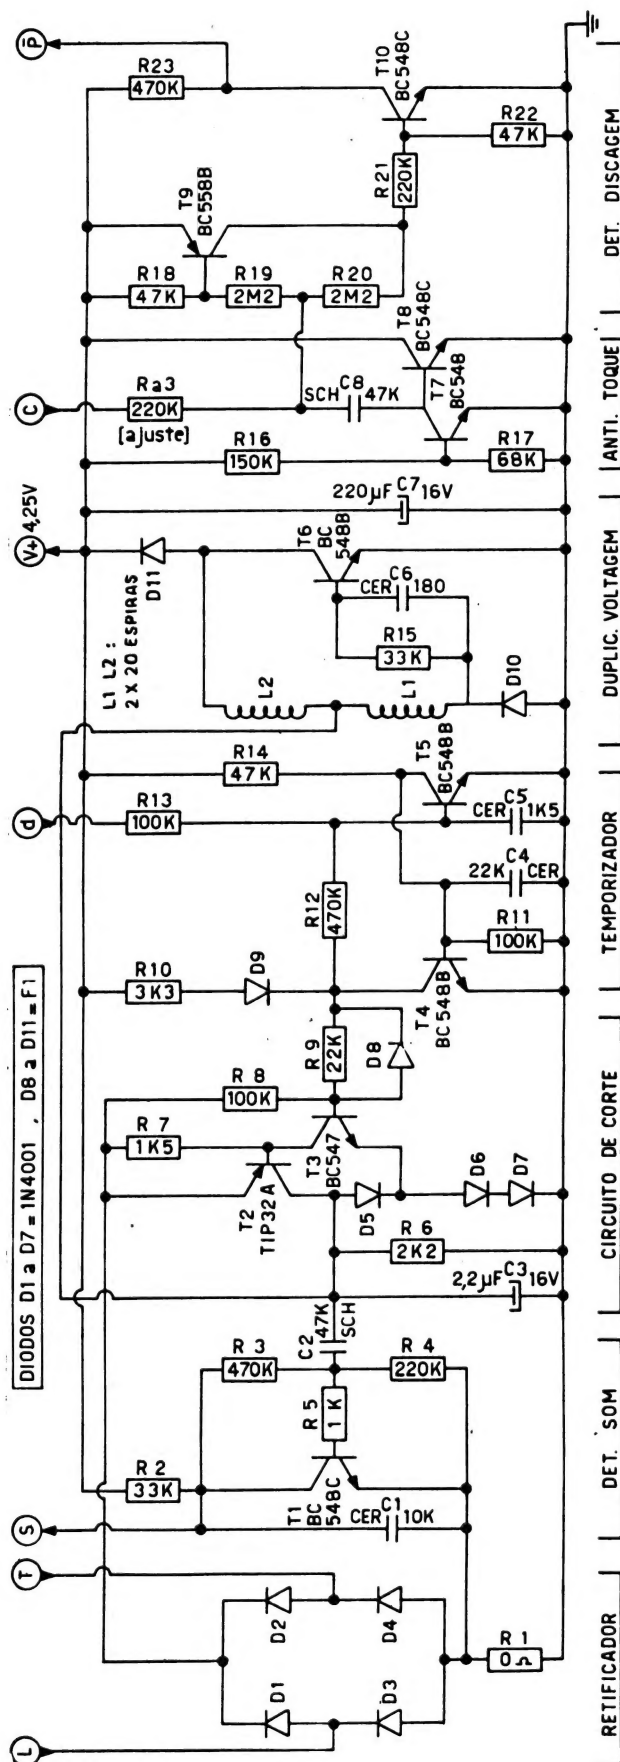 DIODOS D1 a D7 = 1N4001 , D8 a D11 = F1
L
T
S
d
V+ 4,25V
C
P̅
D1
D2
D3
D4
R 1
0Ω
R 2
33K
R 3
470K
R 4
220K
R 5
1K
T1
BC
548C
CER C1 10K
C2
47K
SCH
2,2µF C3 16V
R 6
2K2
T2
TIP32A
D5
D6
D7
R 7
1K5
R 8
100K
T3
BC547
R 9
22K
D8
R10
3K3
D9
T4
BC548B
R11
100K
22K C4 CER
R12
470K
R13
100K
CER C5 1K5
T5
BC548B
R14
47K
L1 L2 :
2 X 20 ESPIRAS
L2
L1
D10
D11
R15
33K
CER C6 180
T6
BC
548B
220µF C7 16V
R16
150K
R17
68K
Ra3
220K
[ajuste]
SCH C8 47K
T7
BC548
T8
BC548C
R18
47K
R19
2M2
R20
2M2
T9
BC558B
R21
220K
R22
47K
R23
470K
T10
BC548C
RETIFICADOR
DET. SOM
CIRCUITO DE CORTE
TEMPORIZADOR
DUPLIC. VOLTAGEM
ANTI. TOQUE
DET. DISCAGEM